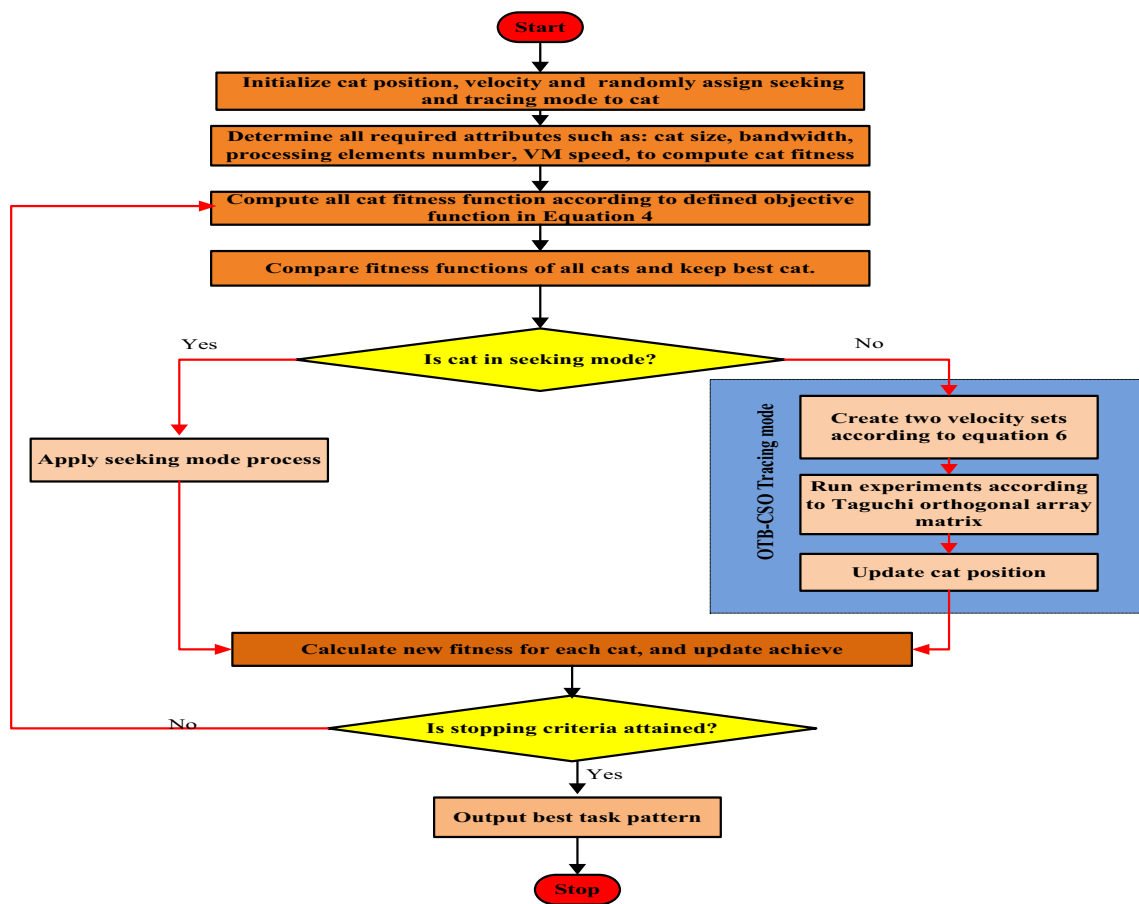 Start
Initialize cat position, velocity and randomly assign seeking
and tracing mode to cat
Determine all required attributes such as: cat size, bandwidth,
processing elements number, VM speed, to compute cat fitness
Compute all cat fitness function according to defined objective
function in Equation 4
Compare fitness functions of all cats and keep best cat.
Is cat in seeking mode?
Yes
No
Apply seeking mode process
OTB-CSO Tracing mode
Create two velocity sets
according to equation 6
Run experiments according
to Taguchi orthogonal array
matrix
Update cat position
Calculate new fitness for each cat, and update achieve
Is stopping criteria attained?
No
Yes
Output best task pattern
Stop